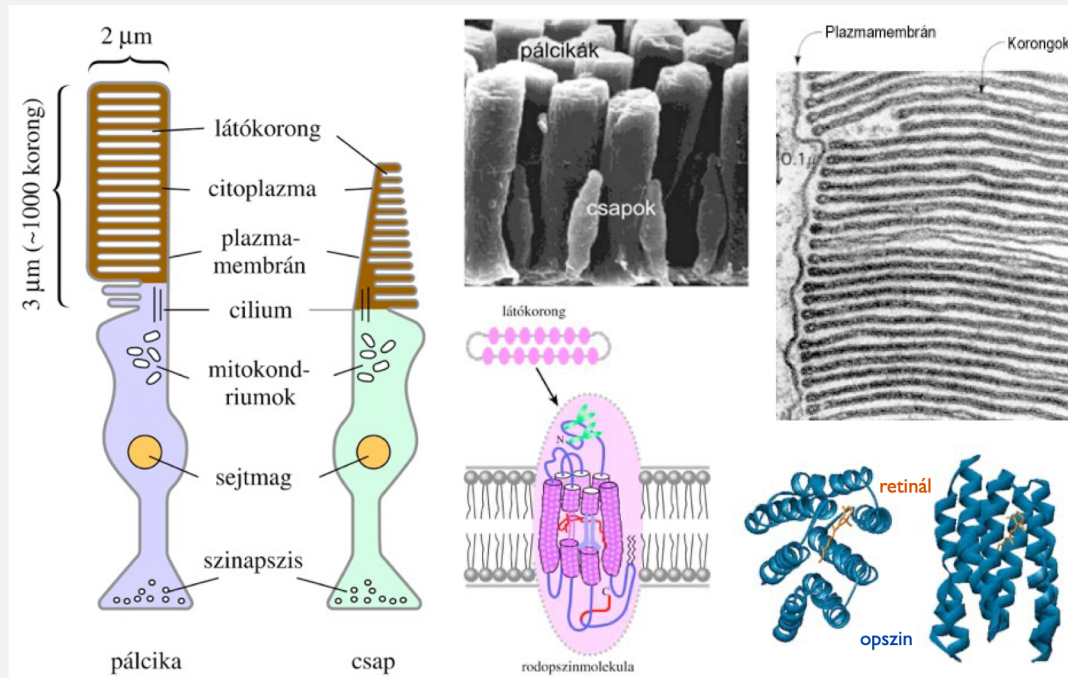 2 μm
3 μm (~1000 korong)
látókorong
citoplazma
plazma-
membrán
cilium
mitokond-
riumok
sejtmag
szinapszis
pálcika
csap
pálcikák
csapok
Plazmamembrán
Korongok
0.1μ
látókorong
N
C
rodopszinmolekula
retinál
opszin